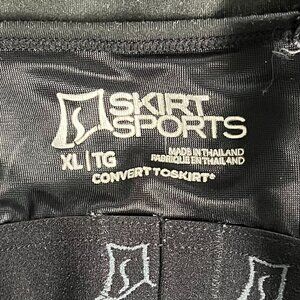 SKIRT
SPORTS
XL | TG
MADE IN THAILAND
FABRIQUÉ EN THAILAND
CONVERT TO SKIRT®